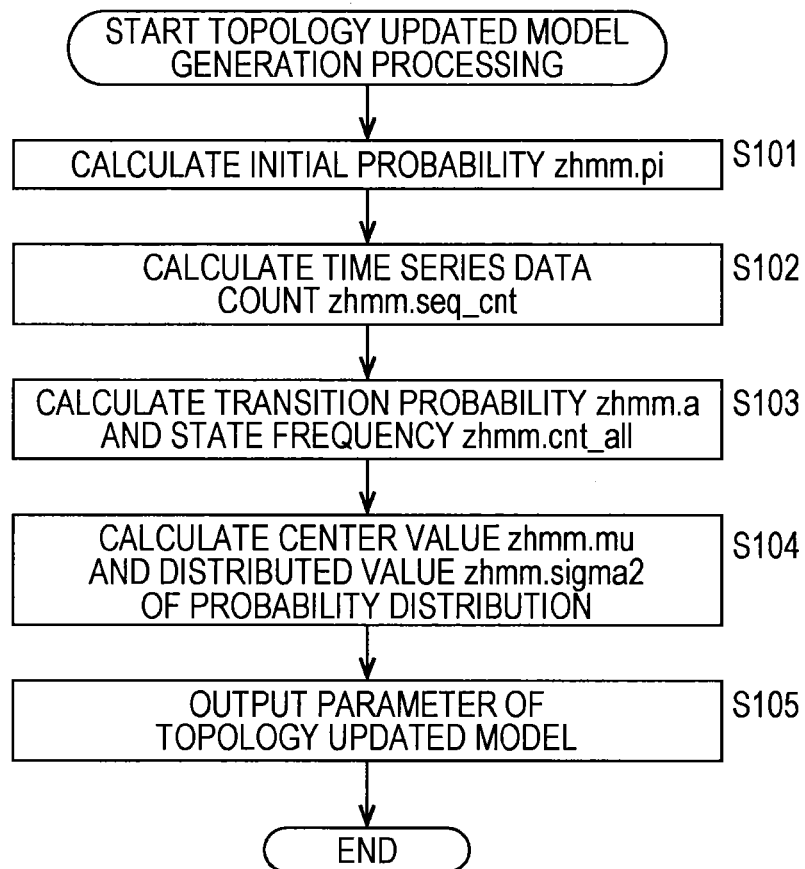 START TOPOLOGY UPDATED MODEL
GENERATION PROCESSING
CALCULATE INITIAL PROBABILITY zhmm.pi
S101
CALCULATE TIME SERIES DATA
COUNT zhmm.seq_cnt
S102
CALCULATE TRANSITION PROBABILITY zhmm.a
AND STATE FREQUENCY zhmm.cnt_all
S103
CALCULATE CENTER VALUE zhmm.mu
AND DISTRIBUTED VALUE zhmm.sigma2
OF PROBABILITY DISTRIBUTION
S104
OUTPUT PARAMETER OF
TOPOLOGY UPDATED MODEL
S105
END